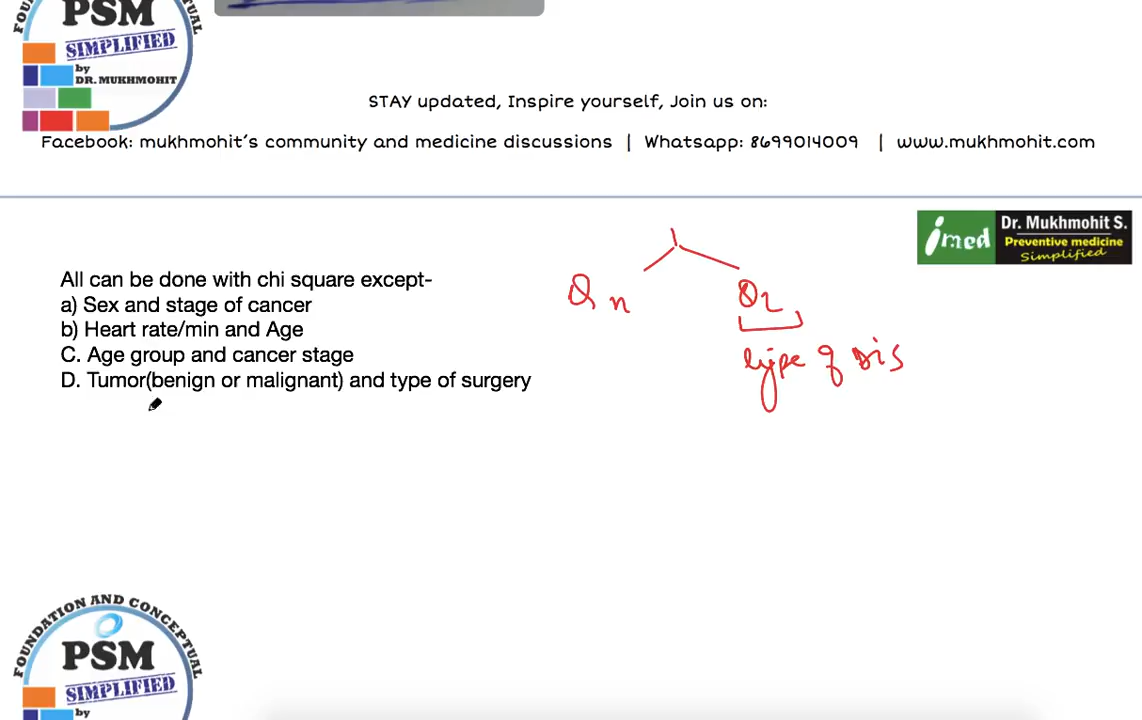 PSM
SIMPLIFIED
by
DR. MUKHMOHIT
STAY updated, Inspire yourself, Join us on:
Facebook: mukhmohit's community and medicine discussions | Whatsapp: 8699014009 | www.mukhmohit.com
imed
Dr. Mukhmohit S.
Preventive medicine
Simplified
All can be done with chi square except-
a) Sex and stage of cancer
b) Heart rate/min and Age
C. Age group and cancer stage
D. Tumor(benign or malignant) and type of surgery
Qn
Ql
type of Dis
FOUNDATION AND CONCEPTUAL
PSM
SIMPLIFIED
by